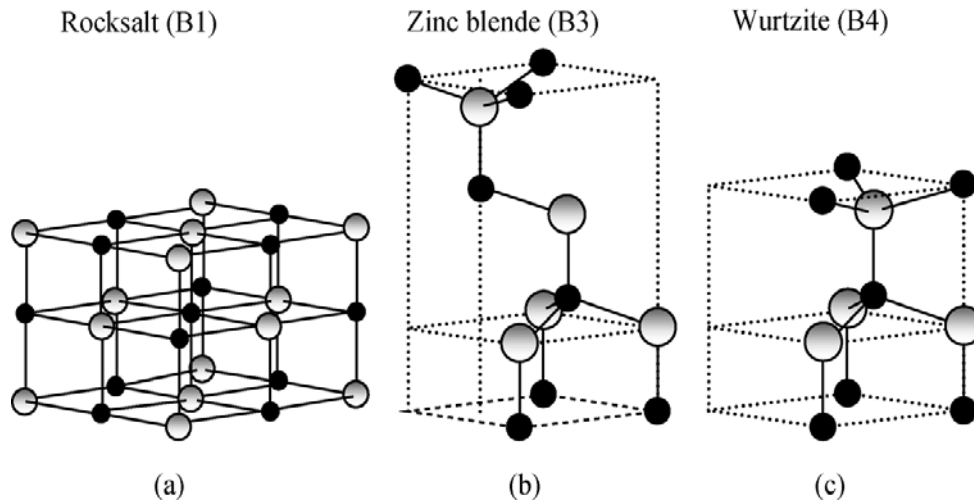 Rocksalt (B1)
Zinc blende (B3)
Wurtzite (B4)
(a)
(b)
(c)